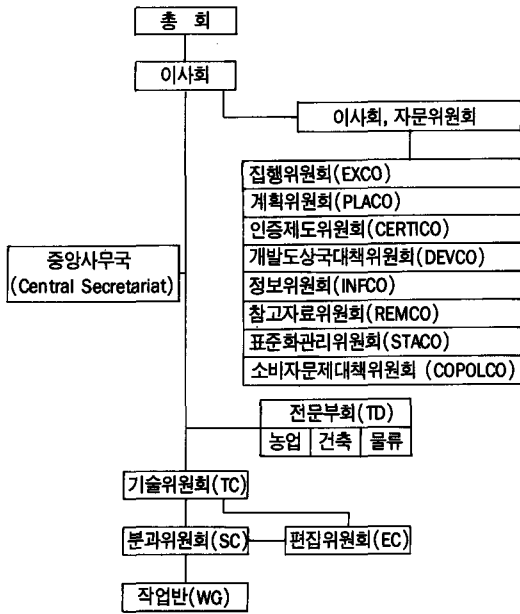 총 회
이사회
이사회, 자문위원회
집행위원회(EXCO)
계획위원회(PLACO)
인증제도위원회(CERTICO)
개발도상국대책위원회(DEVCO)
정보위원회(INFCO)
참고자료위원회(REMCO)
표준화관리위원회(STACO)
소비자문제대책위원회 (COPOLCO)
중앙사무국
(Central Secretariat)
전문부회(TD)
농업 건축 물류
기술위원회(TC)
분과위원회(SC) 편집위원회(EC)
작업반(WG)